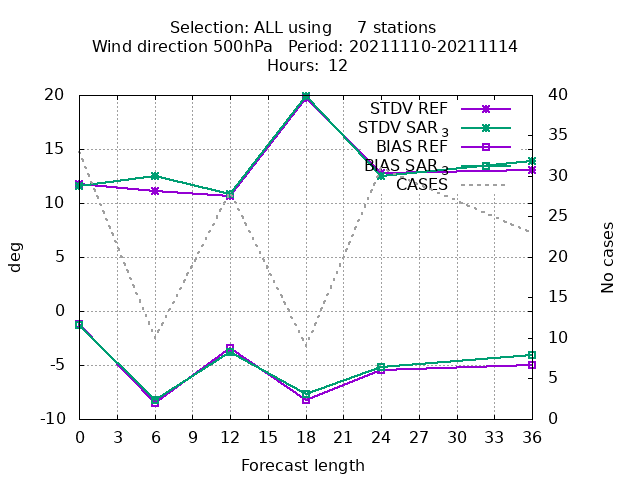 Selection: ALL using     7 stations
Wind direction 500hPa   Period: 20211110-20211114
Hours: 12
20
15
10
5
0
-5
-10
deg
40
35
30
25
20
15
10
5
0
No cases
STDV REF
STDV SAR 3
BIAS REF
BIAS SAR 3
CASES
0 3 6 9 12 15 18 21 24 27 30 33 36
Forecast length